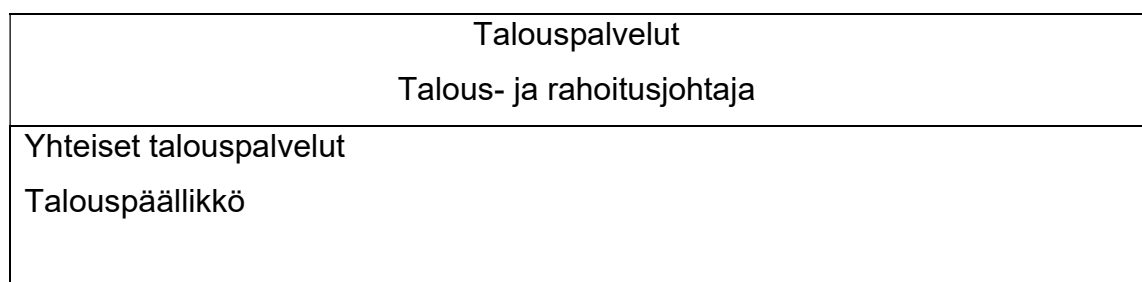 Talouspalvelut
Talous- ja rahoitusjohtaja
Yhteiset talouspalvelut
Talouspäällikkö